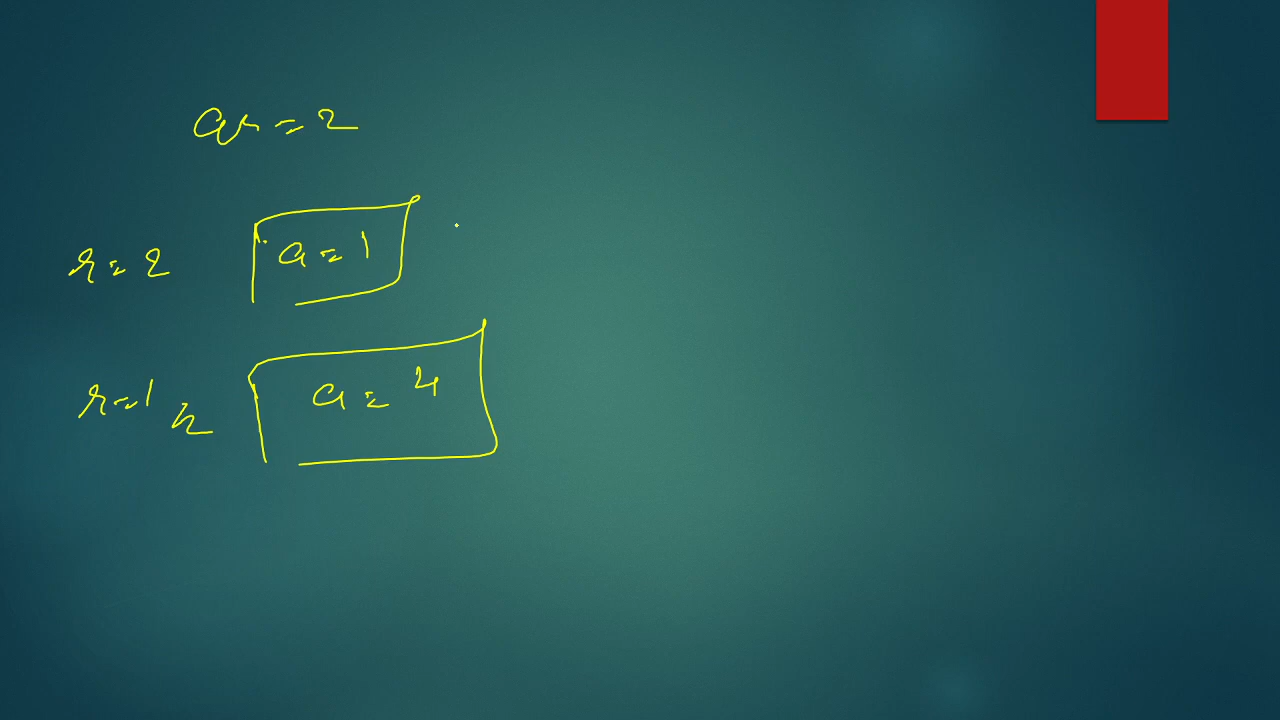 ar = 2
r = 2 a = 1
r = 1/2 a = 4